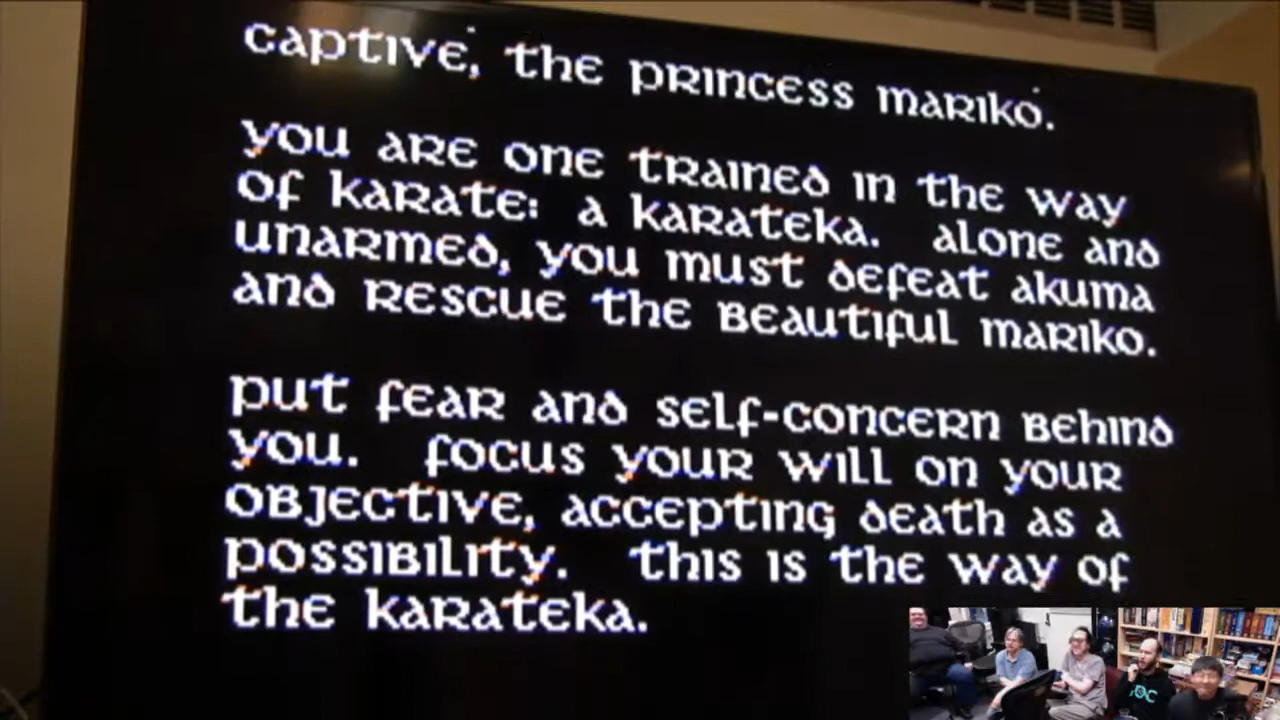 captive, the princess mariko.
you are one trained in the way
of karate: a karateka. alone and
unarmed, you must defeat akuma
and rescue the beautiful mariko.
put fear and self-concern behind
you. focus your will on your
objective, accepting death as a
possibility. this is the way of
the karateka.